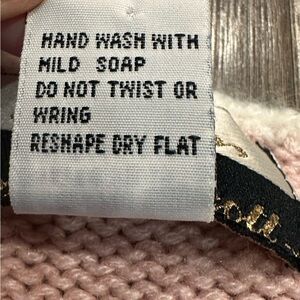 HAND WASH WITH
MILD SOAP
DO NOT TWIST OR
WRING
RESHAPE DRY FLAT